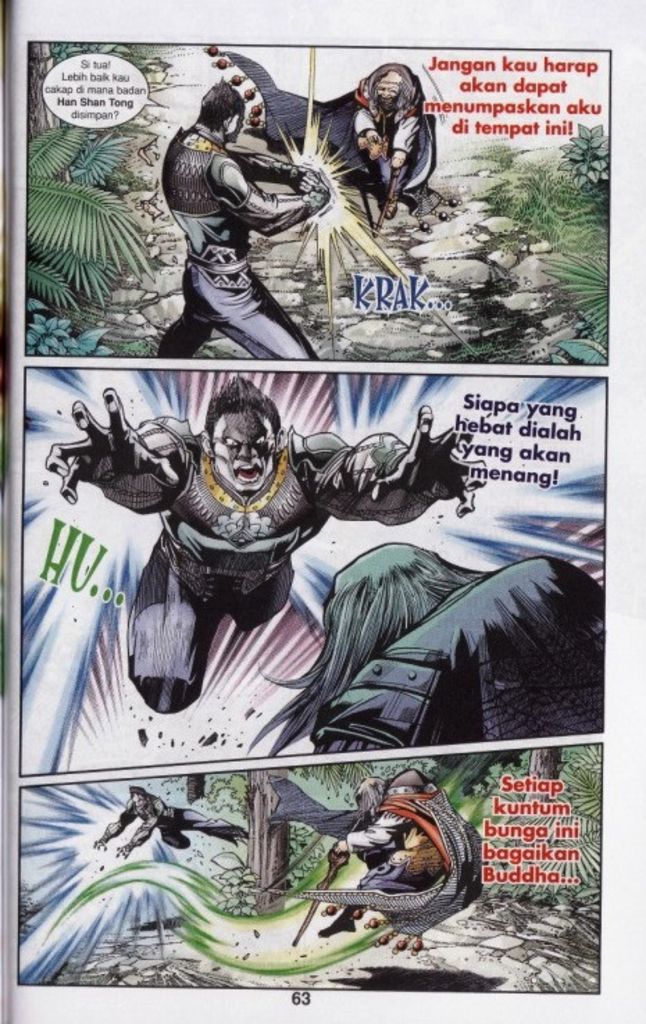 Si tua!
Lebih baik kau
cakap di mana badan
Han Shan Tong
disimpan?
Jangan kau harap
akan dapat
menumpaskan aku
di tempat ini!
KRAK...
Siapa yang
hebat dialah
yang akan
menang!
HU...
Setiap
kuntum
bunga ini
bagaikan
Buddha...
63